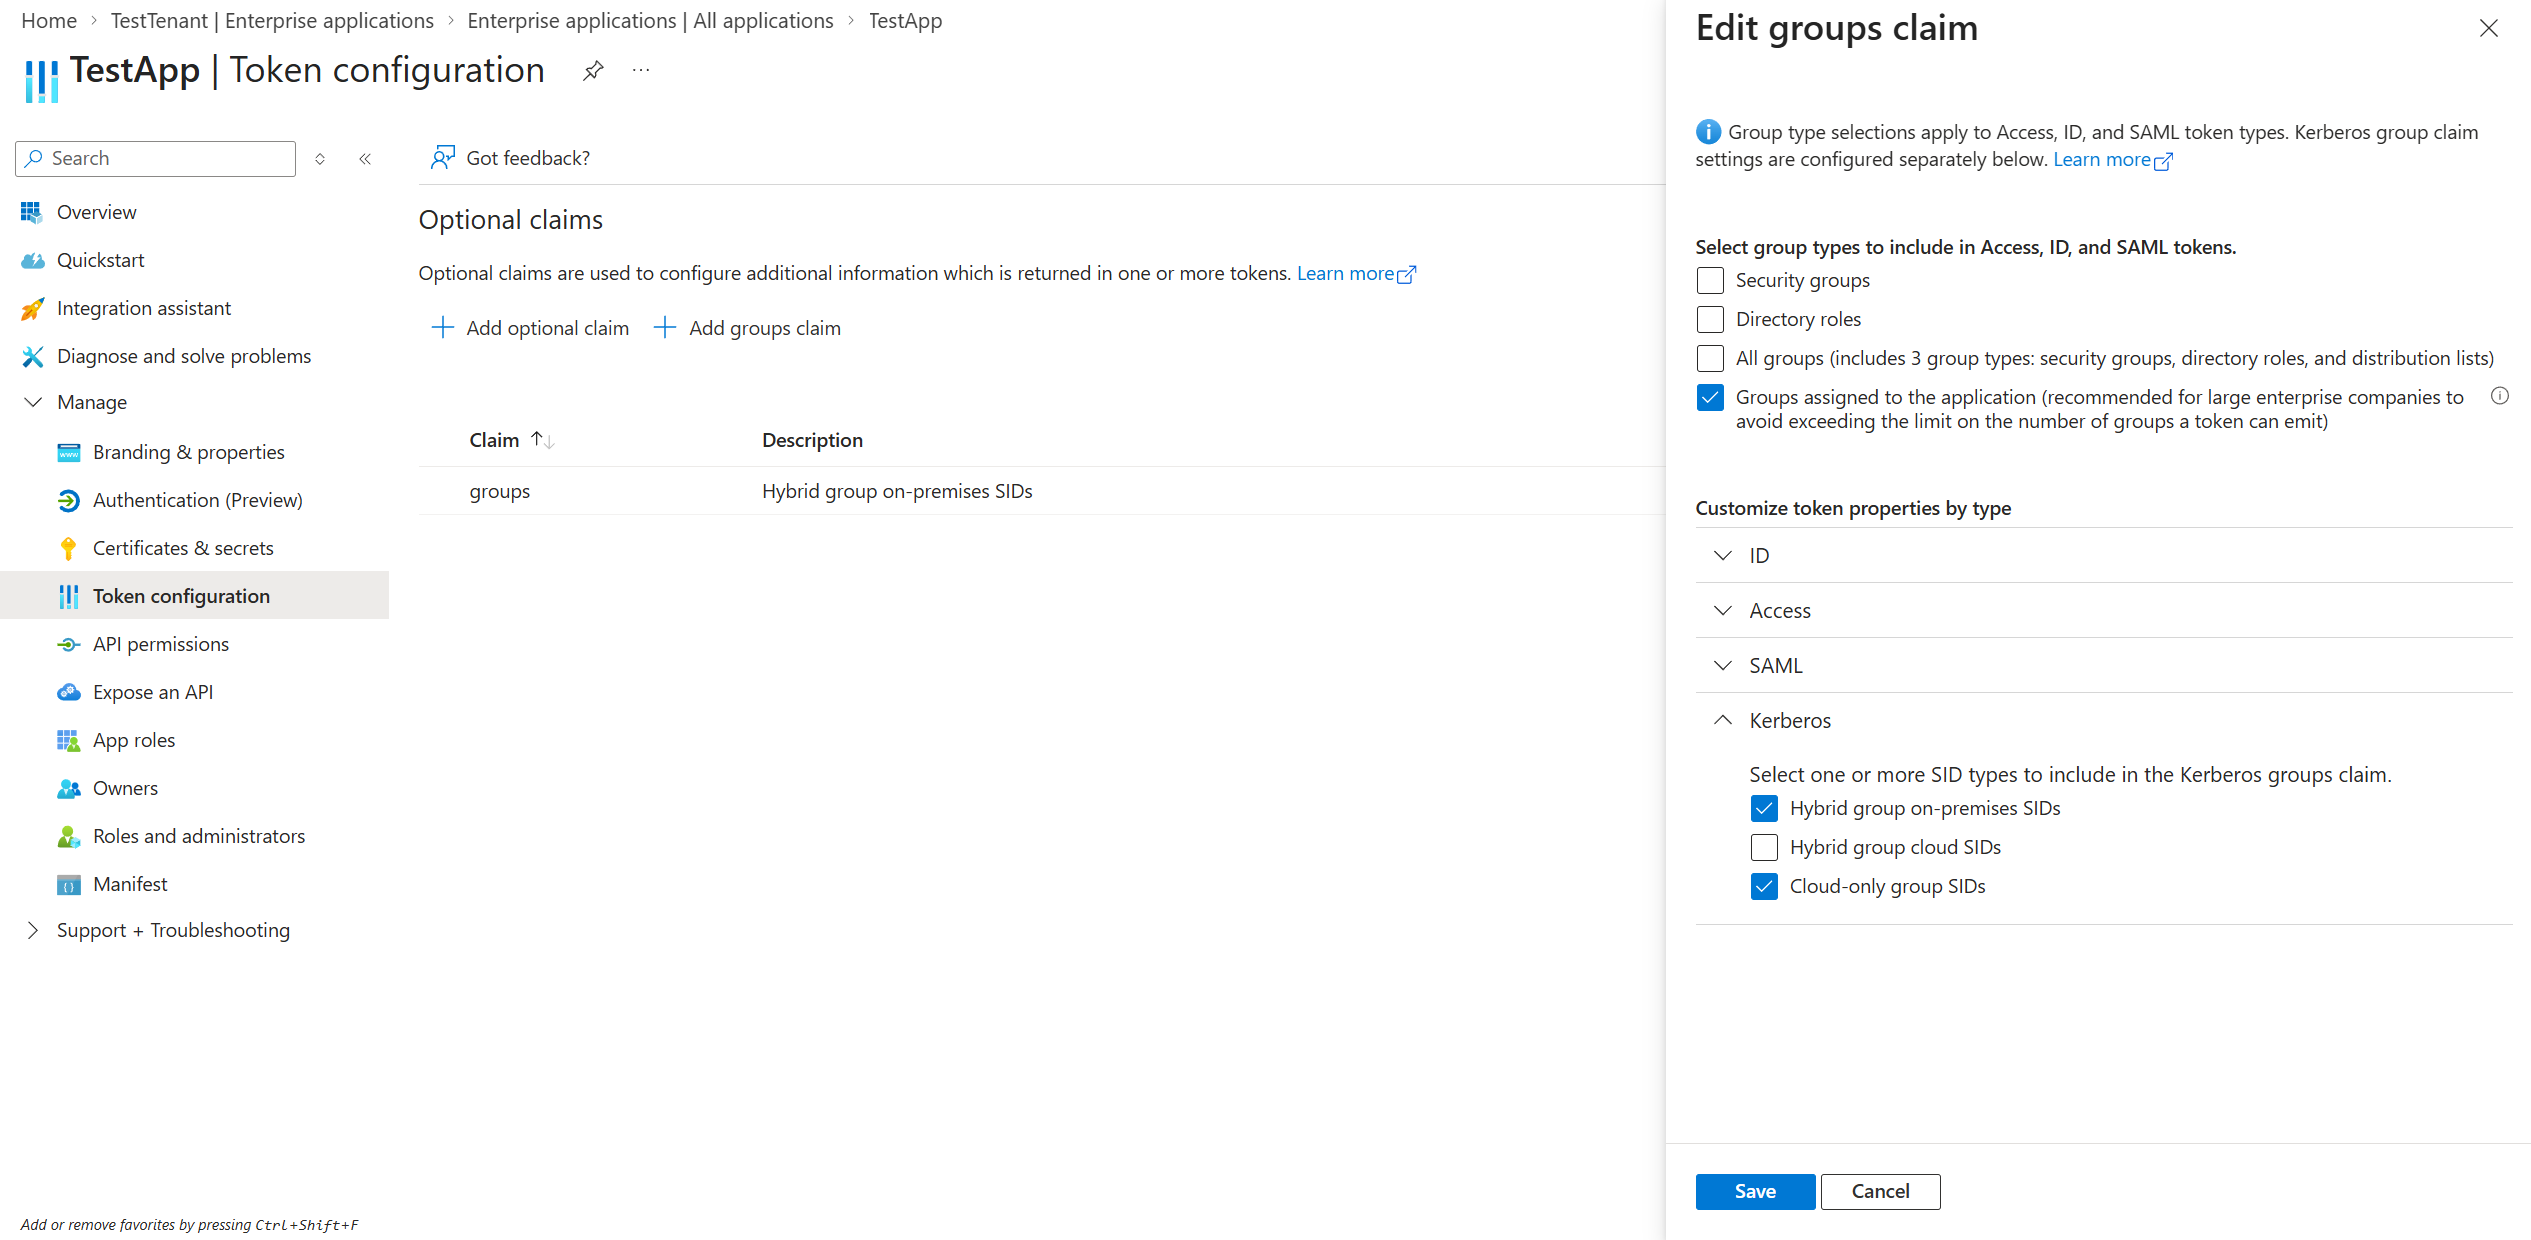 Home > TestTenant | Enterprise applications > Enterprise applications | All applications > TestApp
TestApp | Token configuration
Search
Overview
Quickstart
Integration assistant
Diagnose and solve problems
Manage
Branding & properties
Authentication (Preview)
Certificates & secrets
Token configuration
API permissions
Expose an API
App roles
Owners
Roles and administrators
Manifest
Support + Troubleshooting
Add or remove favorites by pressing Ctrl+Shift+F
Got feedback?
Optional claims
Optional claims are used to configure additional information which is returned in one or more tokens. Learn more
Add optional claim
Add groups claim
Claim
Description
groups
Hybrid group on-premises SIDs
Edit groups claim
Group type selections apply to Access, ID, and SAML token types. Kerberos group claim
settings are configured separately below. Learn more
Select group types to include in Access, ID, and SAML tokens.
Security groups
Directory roles
All groups (includes 3 group types: security groups, directory roles, and distribution lists)
Groups assigned to the application (recommended for large enterprise companies to
avoid exceeding the limit on the number of groups a token can emit)
Customize token properties by type
ID
Access
SAML
Kerberos
Select one or more SID types to include in the Kerberos groups claim.
Hybrid group on-premises SIDs
Hybrid group cloud SIDs
Cloud-only group SIDs
Save
Cancel